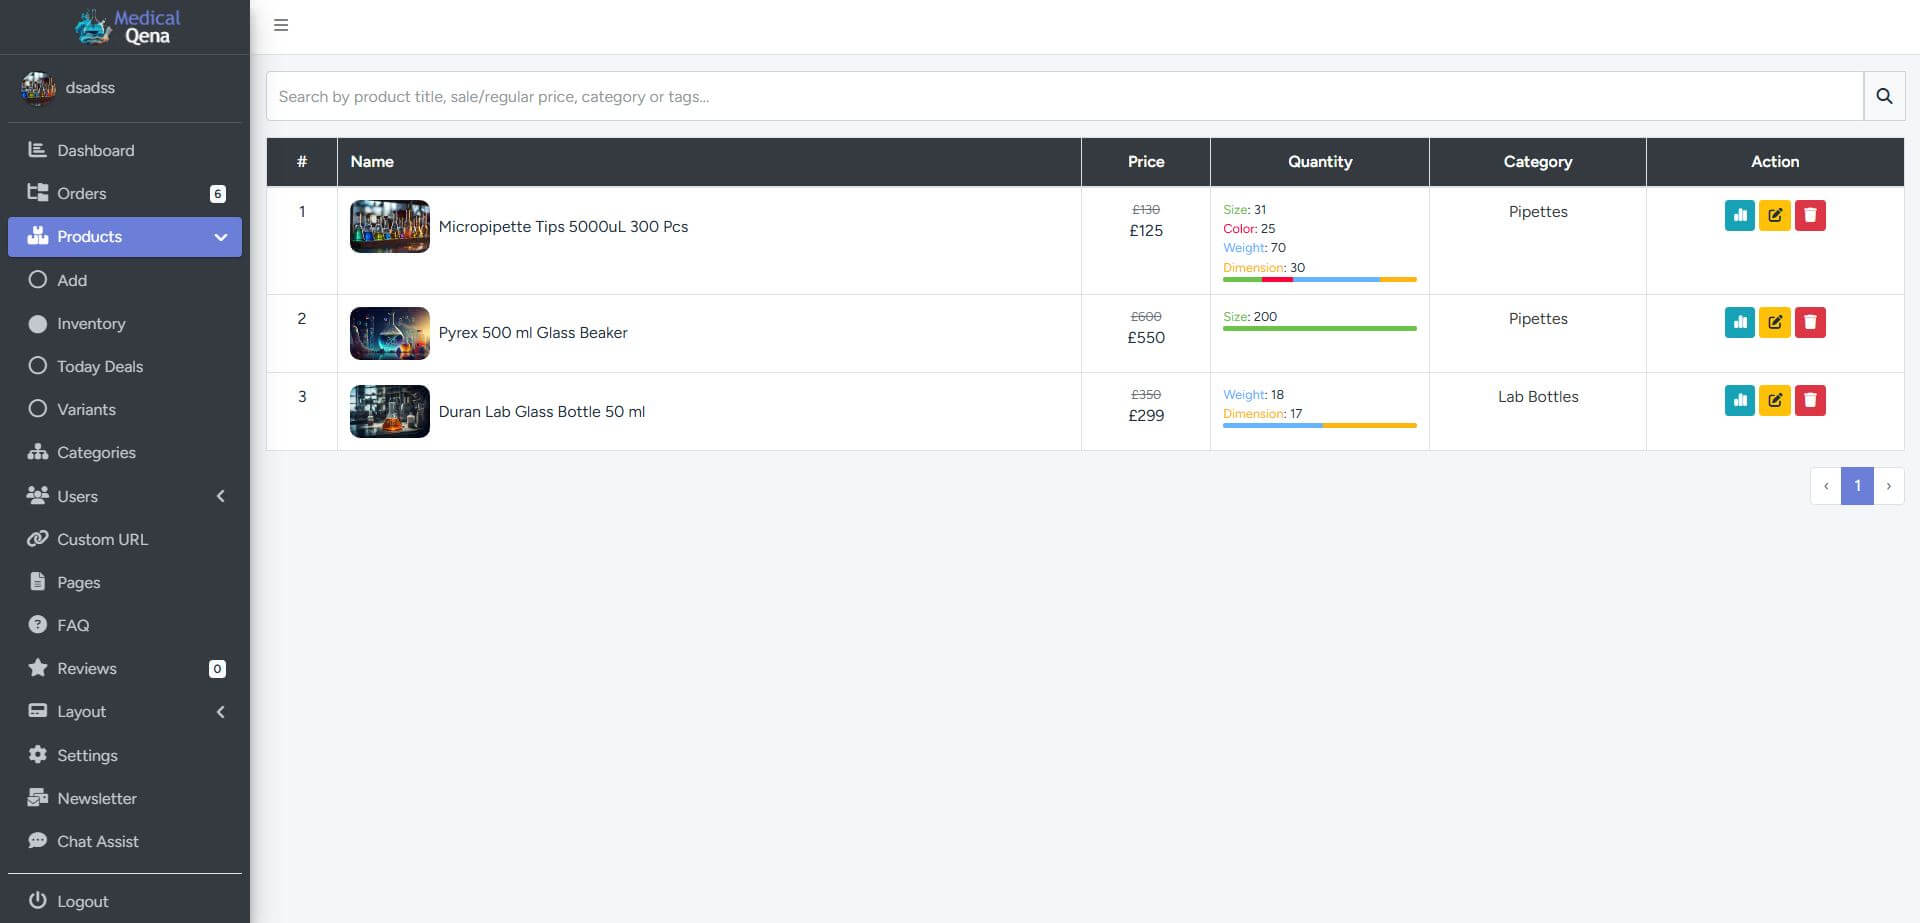 Medical
Qena
dsadss
Dashboard
Orders 6
Products
Add
Inventory
Today Deals
Variants
Categories
Users
Custom URL
Pages
FAQ
Reviews 0
Layout
Settings
Newsletter
Chat Assist
Logout
Search by product title, sale/regular price, category or tags...
# Name Price Quantity Category Action
1 Micropipette Tips 5000uL 300 Pcs £130 £125 Size: 31 Pipettes
Color: 25
Weight: 70
Dimension: 30
2 Pyrex 500 ml Glass Beaker £600 £550 Size: 200 Pipettes
3 Duran Lab Glass Bottle 50 ml £350 £299 Weight: 18 Lab Bottles
Dimension: 17
‹ 1 ›